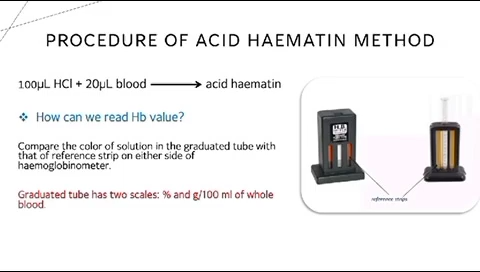 PROCEDURE OF ACID HAEMATIN METHOD
100µL HCl + 20µL blood ⟶ acid haematin
❖ How can we read Hb value?
Compare the color of solution in the graduated tube with
that of reference strip on either side of
haemoglobinometer.
Graduated tube has two scales: % and g/100 ml of whole
blood.
reference strips